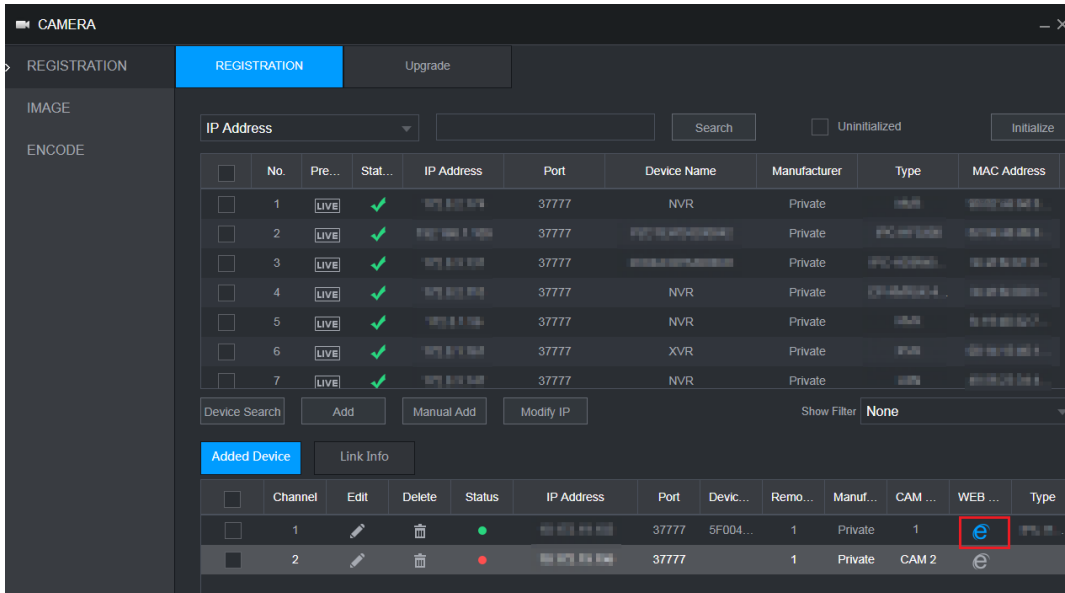 CAMERA
REGISTRATION
IMAGE
ENCODE
REGISTRATION Upgrade
IP Address Search Uninitialized Initialize
No. Pre... Stat... IP Address Port Device Name Manufacturer Type MAC Address
1 LIVE 37777 NVR Private
2 LIVE 37777 Private
3 LIVE 37777 Private
4 LIVE 37777 NVR Private
5 LIVE 37777 NVR Private
6 LIVE 37777 XVR Private
7 LIVE 37777 NVR Private
Device Search Add Manual Add Modify IP Show Filter None
Added Device Link Info
Channel Edit Delete Status IP Address Port Devic... Remo... Manuf... CAM ... WEB ... Type
1 37777 5F004... 1 Private 1
2 37777 1 Private CAM 2